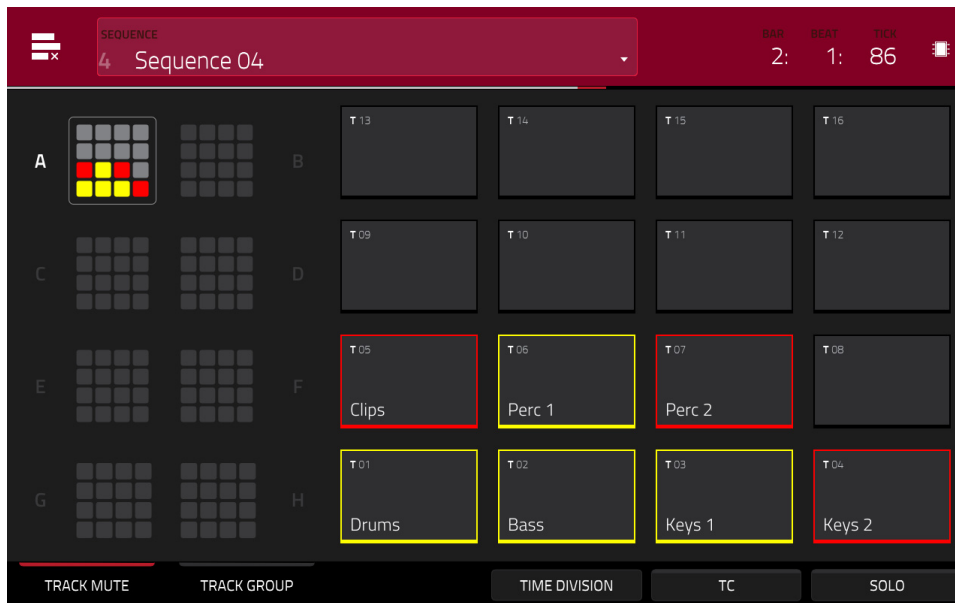 SEQUENCE
4 Sequence 04
BAR BEAT TICK
2: 1: 86
A
B
C
D
E
F
G
H
T 13 T 14 T 15 T 16
T 09 T 10 T 11 T 12
T 05 T 06 T 07 T 08
Clips Perc 1 Perc 2
T 01 T 02 T 03 T 04
Drums Bass Keys 1 Keys 2
TRACK MUTE TRACK GROUP TIME DIVISION TC SOLO